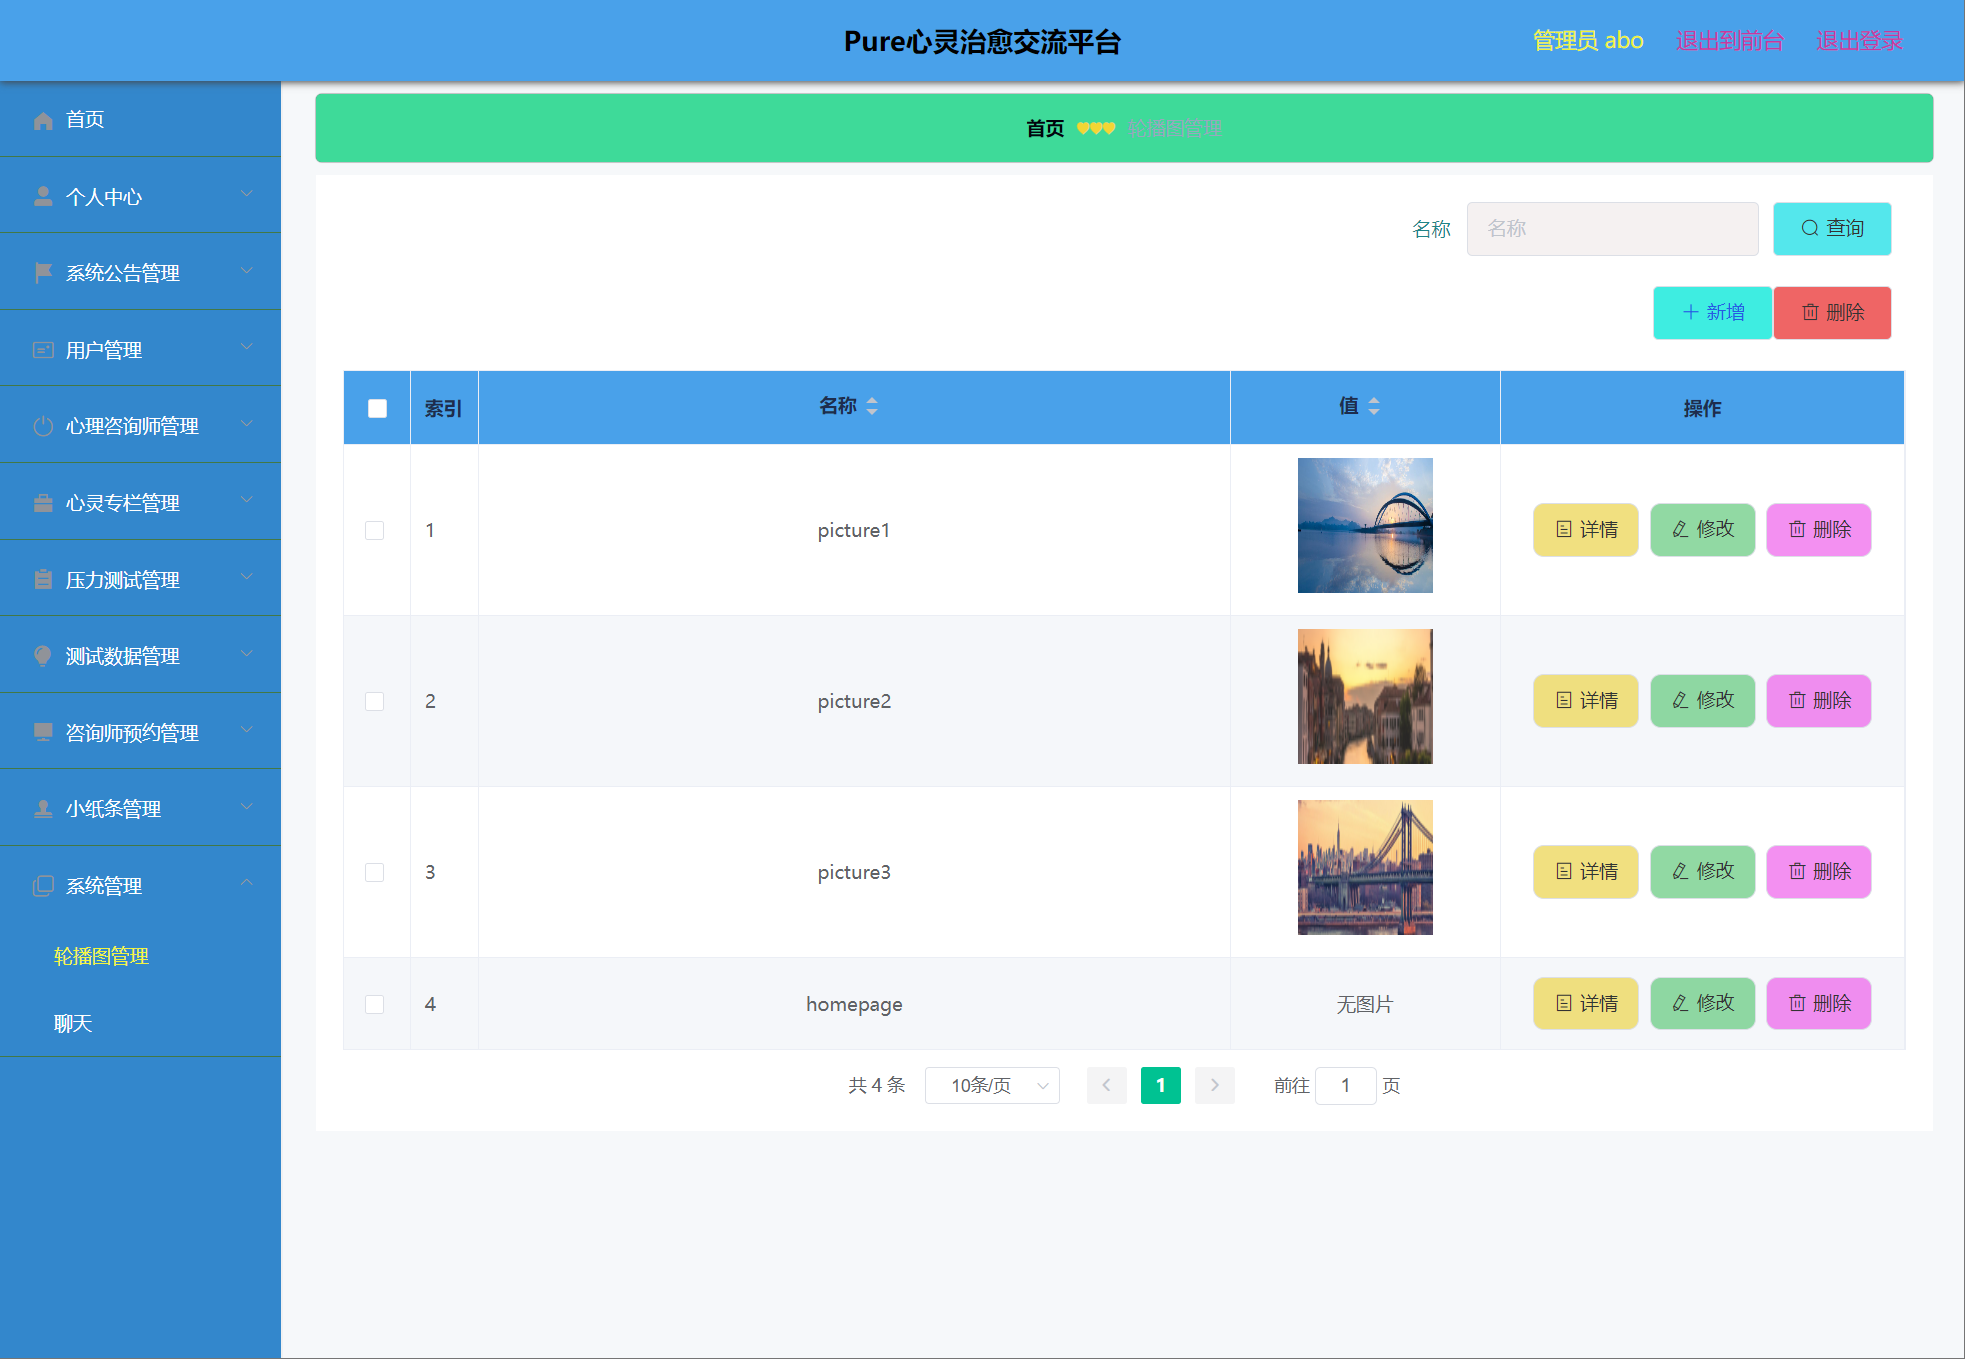 Pure心灵治愈交流平台
管理员 abo 退出到前台 退出登录
首页
个人中心
系统公告管理
用户管理
心理咨询师管理
心灵专栏管理
压力测试管理
测试数据管理
咨询师预约管理
小纸条管理
系统管理
轮播图管理
聊天
首页 轮播图管理
名称 名称 查询
新增 删除
索引 名称 值 操作
1 picture1 详情 修改 删除
2 picture2 详情 修改 删除
3 picture3 详情 修改 删除
4 homepage 无图片 详情 修改 删除
共 4 条 10条/页 1 前往 1 页